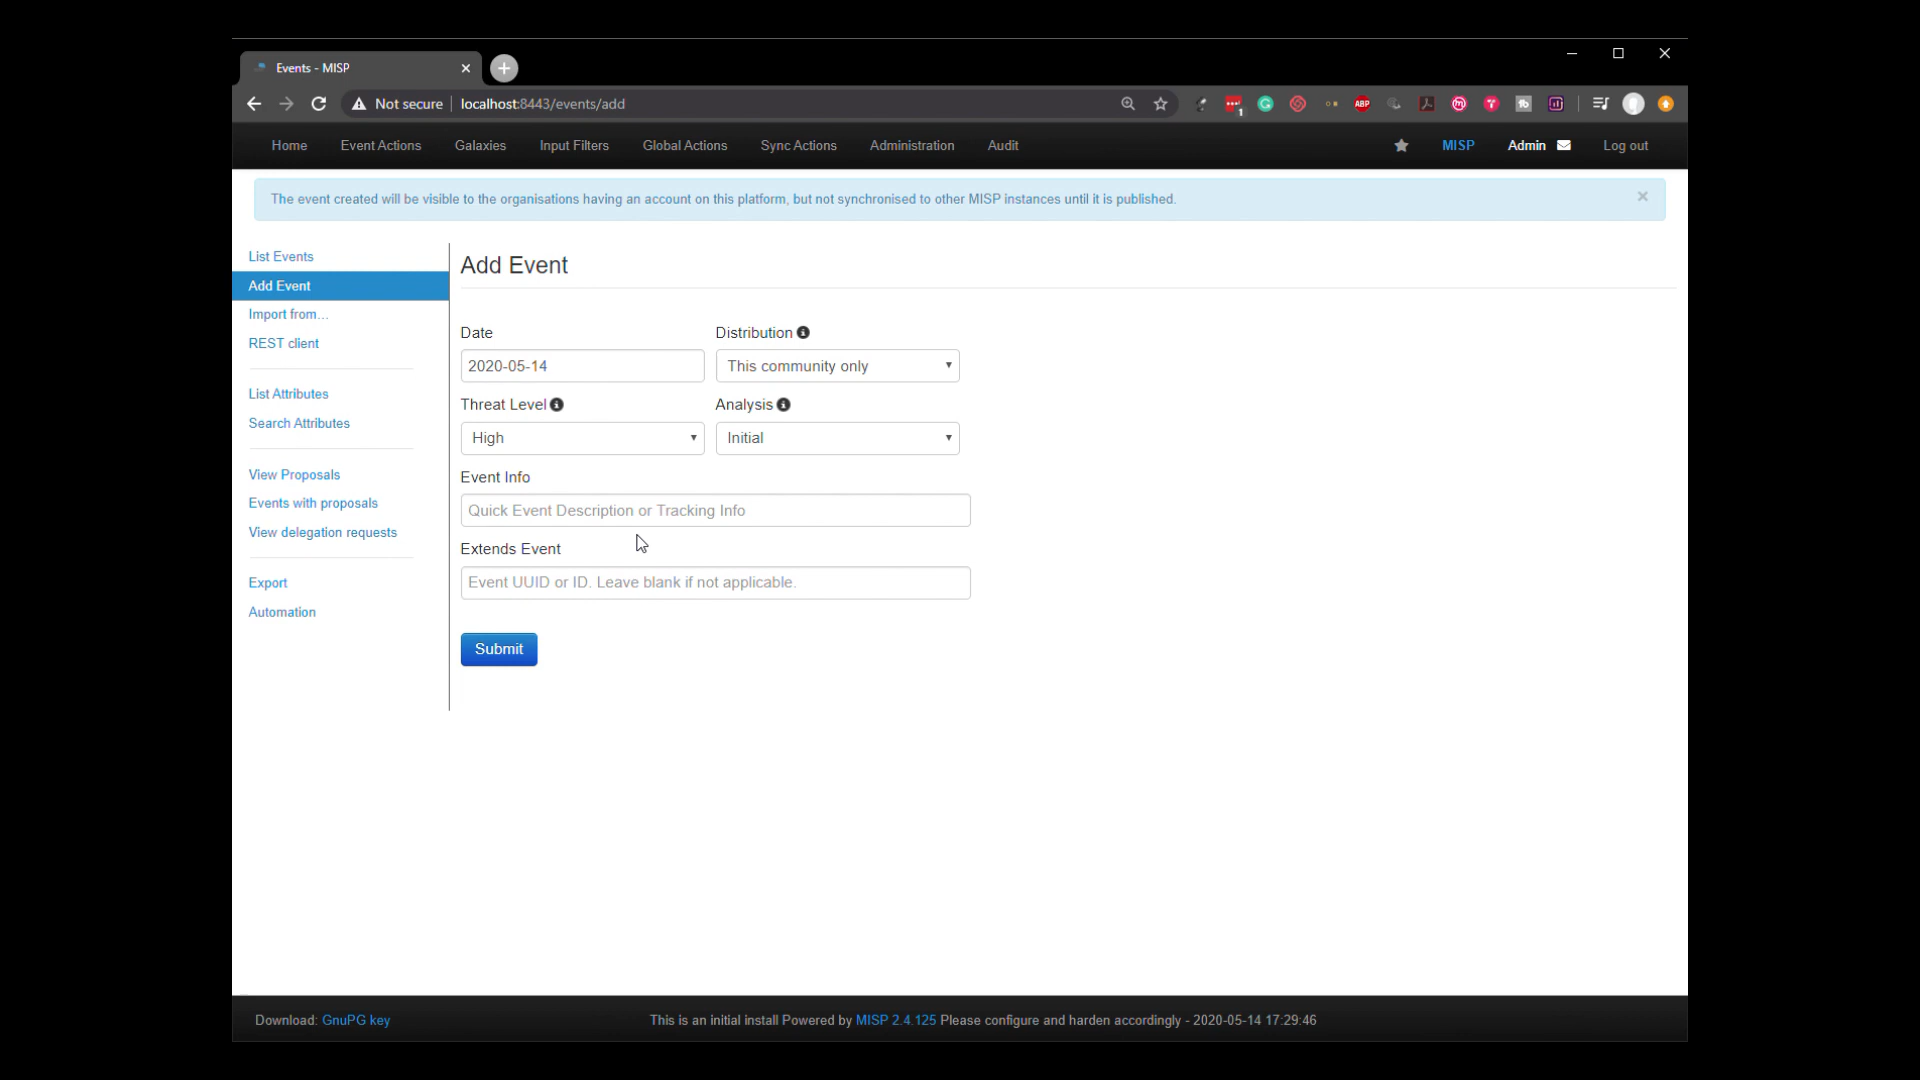 Events - MISP
Not secure localhost:8443/events/add
ABP
1
Home Event Actions Galaxies Input Filters Global Actions Sync Actions Administration Audit MISP Admin Log out
The event created will be visible to the organisations having an account on this platform, but not synchronised to other MISP instances until it is published.
List Events
Add Event
Import from...
REST client
List Attributes
Search Attributes
View Proposals
Events with proposals
View delegation requests
Export
Automation
Add Event
Date Distribution
2020-05-14 This community only
Threat Level Analysis
High Initial
Event Info
Quick Event Description or Tracking Info
Extends Event
Event UUID or ID. Leave blank if not applicable.
Submit
Download: GnuPG key This is an initial install Powered by MISP 2.4.125 Please configure and harden accordingly - 2020-05-14 17:29:46